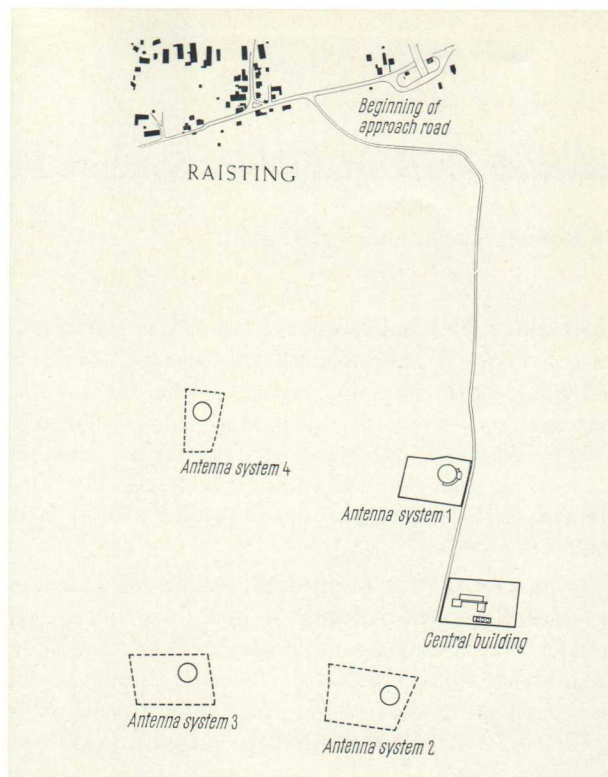 Beginning of
approach road
RAISTING
Antenna system 4
Antenna system 1
Central building
Antenna system 3
Antenna system 2